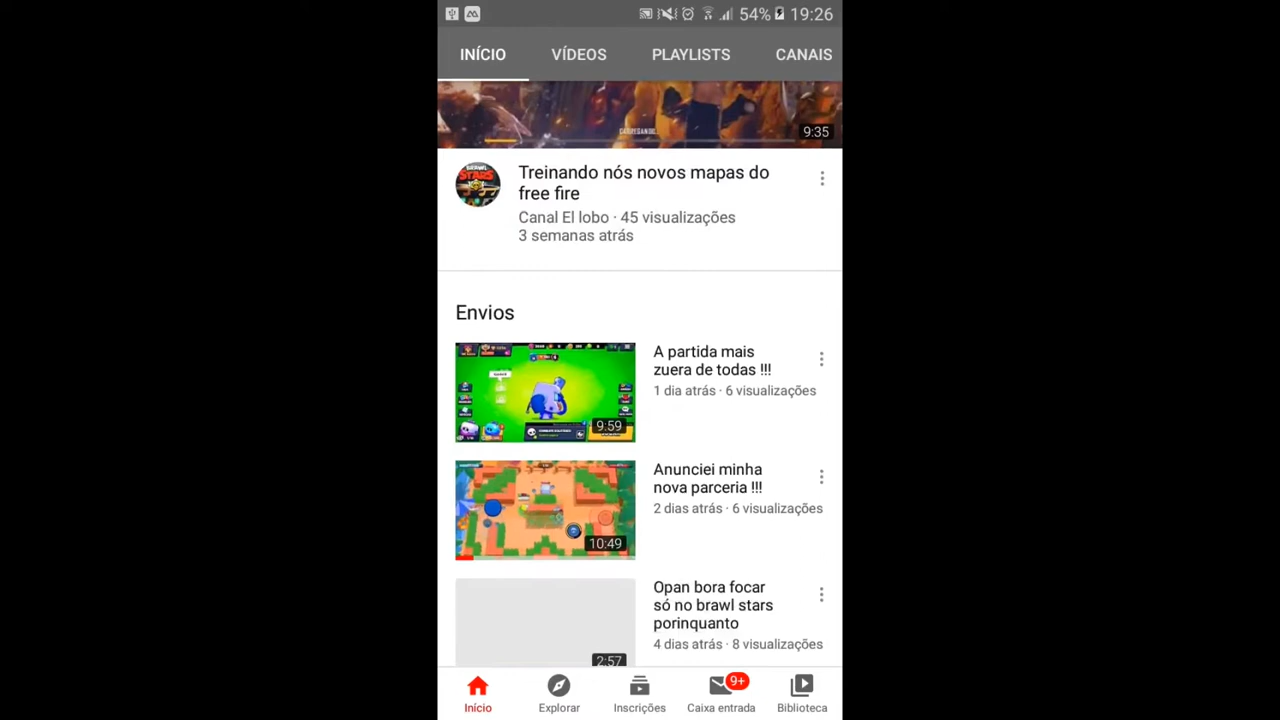 54% 19:26
INÍCIO VÍDEOS PLAYLISTS CANAIS
CARREGANDO...
9:35
BRAWL
STARS
Treinando nós novos mapas do
free fire
Canal El lobo · 45 visualizações
3 semanas atrás
Envios
A partida mais
zuera de todas !!!
1 dia atrás · 6 visualizações
9:59
Anunciei minha
nova parceria !!!
2 dias atrás · 6 visualizações
10:49
Opan bora focar
só no brawl stars
porinquanto
4 dias atrás · 8 visualizações
2:57
9+
Início Explorar Inscrições Caixa entrada Biblioteca